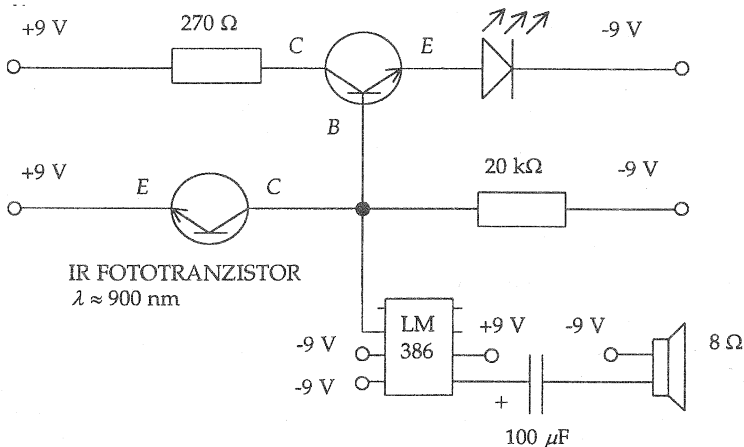 +9 V
270 Ω
C
E
-9 V
B
+9 V
E
C
20 kΩ
-9 V
IR FOTOTRANZISTOR
λ ≈ 900 nm
LM
386
-9 V
-9 V
+9 V
-9 V
8 Ω
+
100 μF